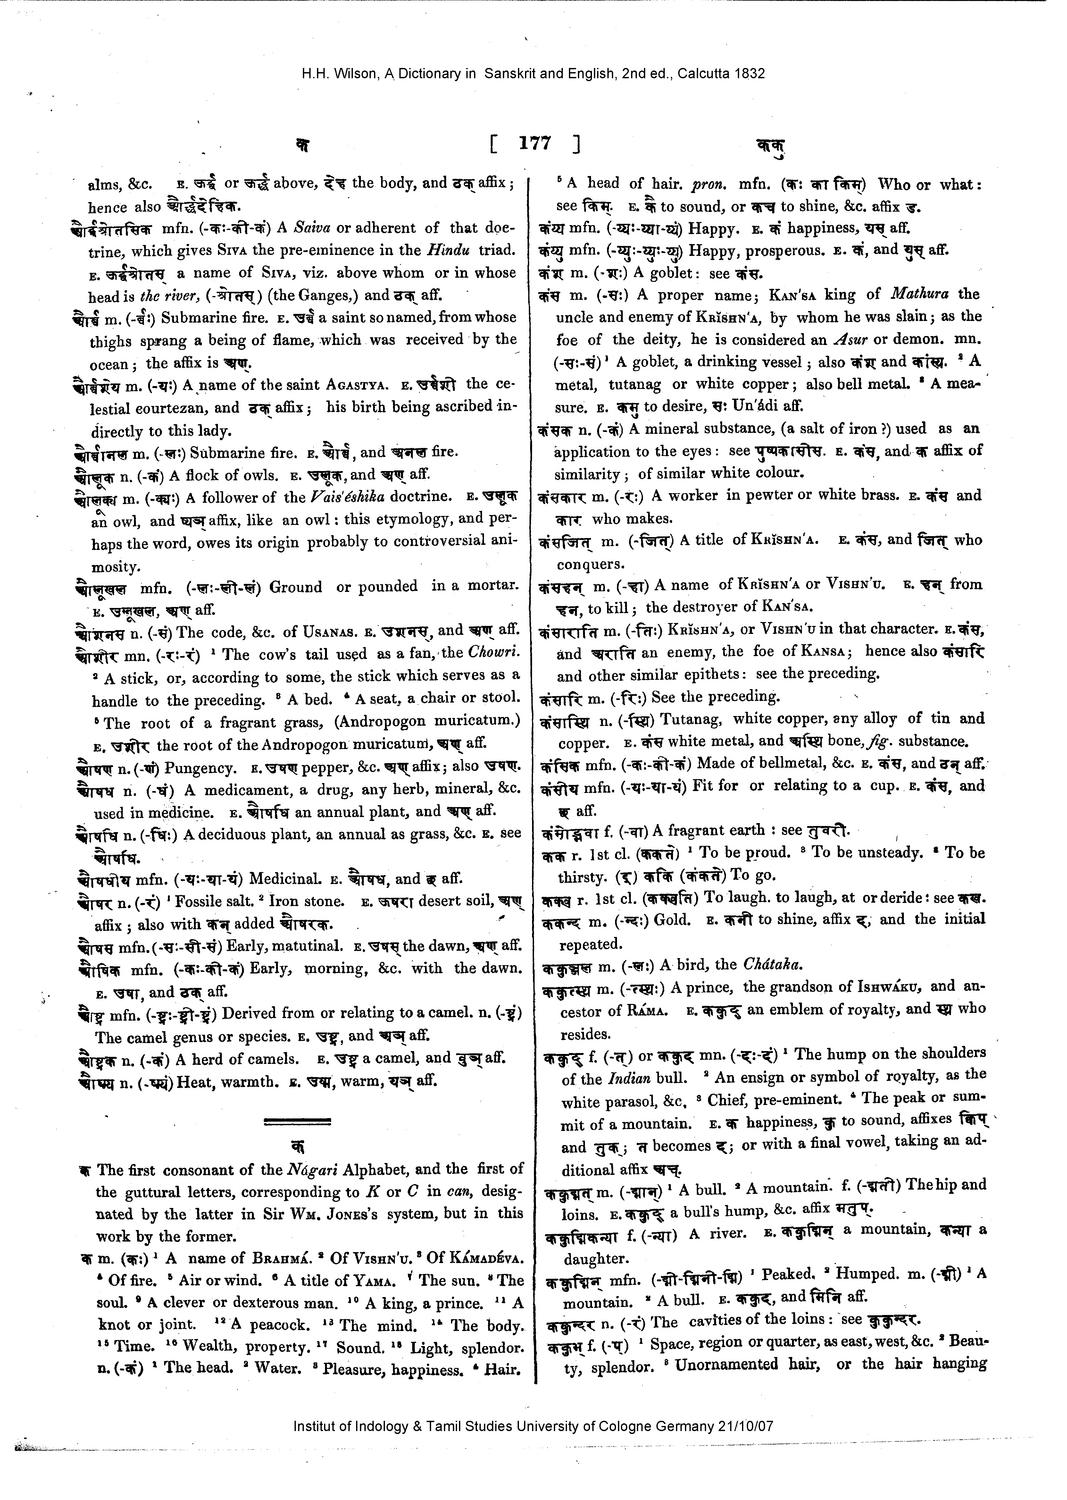 H.H. Wilson, A Dictionary in Sanskrit and English, 2nd ed., Calcutta 1832
क [ 177 ] ककु
alms, &c. E. ऊर्द्व or ऊर्द्ध above, देह the body, and ठक् affix;
hence also और्द्धदेहिक.
और्द्वश्रोतसिक mfn. (-कः-की-कं) A Saiva or adherent of that doc-
trine, which gives SIVA the pre-eminence in the Hindu triad.
E. ऊर्द्वश्रोतस् a name of SIVA, viz. above whom or in whose
head is the river, (-श्रोतस्) (the Ganges,) and ठक् aff.
और्व्व m. (-र्व्वः) Submarine fire. E. उर्व्व a saint so named, from whose
thighs sprang a being of flame, which was received by the
ocean; the affix is अण्.
और्व्वशेय m. (-यः) A name of the saint AGASTYA. E. उर्व्वशी the ce-
lestial courtezan, and ठक् affix; his birth being ascribed in-
directly to this lady.
और्व्वानल m. (-लः) Submarine fire. E. और्व्व, and अनल fire.
औलूक n. (-कं) A flock of owls. E. उलूक, and अण् aff.
औलूक्य m. (-क्यः) A follower of the Vais'éshika doctrine. E. उलूक
an owl, and यञ् affix, like an owl: this etymology, and per-
haps the word, owes its origin probably to controversial ani-
mosity.
औलूखल mfn. (-लः-ली-लं) Ground or pounded in a mortar.
E. उलूखल, अण् aff.
औशनस n. (-सं) The code, &c. of USANAS. E. उशनस्, and अण् aff.
औशीर mn. (-रः-रं) ¹ The cow's tail used as a fan, the Chowri.
² A stick, or, according to some, the stick which serves as a
handle to the preceding. ³ A bed. ⁴ A seat, a chair or stool.
⁵ The root of a fragrant grass, (Andropogon muricatum.)
E. उशीर the root of the Andropogon muricatum, अण् aff.
औषण n. (-णं) Pungency. E. उषण pepper, &c. अण् affix; also उषण.
औषध n. (-धं) A medicament, a drug, any herb, mineral, &c.
used in medicine. E. औषधि an annual plant, and अण् aff.
औषधि n. (-धिः) A deciduous plant, an annual as grass, &c. E. see
ओषधि.
औषधीय mfn. (-यः-या-यं) Medicinal. E. औषध, and छ aff.
औषर n. (-रं) ¹ Fossile salt. ² Iron stone. E. ऊषरा desert soil, अण्
affix; also with कन् added औषरक.
औषस mfn. (-सः-सी-सं) Early, matutinal. E. उषस् the dawn, अण् aff.
औषिक mfn. (-कः-की-कं) Early, morning, &c. with the dawn.
E. उषा, and ठक् aff.
औष्ट्र mfn. (-ष्ट्रः-ष्ट्री-ष्ट्रं) Derived from or relating to a camel. n. (-ष्ट्रं)
The camel genus or species. E. उष्ट्र, and अञ् aff.
औष्ट्रक n. (-कं) A herd of camels. E. उष्ट्र a camel, and वुञ् aff.
औष्म्य n. (-ष्म्यं) Heat, warmth. E. उष्म, warm, यञ् aff.
क
क The first consonant of the Nágari Alphabet, and the first of
the guttural letters, corresponding to K or C in can, desig-
nated by the latter in Sir WM. JONES's system, but in this
work by the former.
क m. (कः) ¹ A name of BRAHMÁ. ² Of VISHN'U. ³ Of KÁMADÉVA.
⁴ Of fire. ⁵ Air or wind. ⁶ A title of YAMA. ⁷ The sun. ⁸ The
soul. ⁹ A clever or dexterous man. ¹⁰ A king, a prince. ¹¹ A
knot or joint. ¹² A peacock. ¹³ The mind. ¹⁴ The body.
¹⁵ Time. ¹⁶ Wealth, property. ¹⁷ Sound. ¹⁸ Light, splendor.
n. (-कं) ¹ The head. ² Water. ³ Pleasure, happiness. ⁴ Hair.
⁵ A head of hair. pron. mfn. (कः का किम्) Who or what:
see किम्. E. कै to sound, or कच to shine, &c. affix ड.
कंय्य mfn. (-य्यः-य्या-य्यं) Happy. E. कं happiness, यस् aff.
कंय्यु mfn. (-य्युः-य्युः-य्यु) Happy, prosperous. E. कं, and युस् aff.
कंश m. (-शः) A goblet: see कंस.
कंस m. (-सः) A proper name; KAN'SA king of Mathura the
uncle and enemy of KRĬSHN'A, by whom he was slain; as the
foe of the deity, he is considered an Asur or demon. mn.
(-सः-सं) ¹ A goblet, a drinking vessel; also कंश and कांस्य. ² A
metal, tutanag or white copper; also bell metal. ³ A mea-
sure. E. कमु to desire, सः Un'ádi aff.
कंसक n. (-कं) A mineral substance, (a salt of iron?) used as an
application to the eyes: see पुष्पकासीस. E. कंस, and क affix of
similarity; of similar white colour.
कंसकार m. (-रः) A worker in pewter or white brass. E. कंस and
कार who makes.
कंसजित् m. (-जित्) A title of KRĬSHN'A. E. कंस, and जित् who
conquers.
कंसहन् m. (-हा) A name of KRĬSHN'A or VISHN'U. E. हन् from
हन, to kill; the destroyer of KAN'SA.
कंसाराति m. (-तिः) KRĬSHN'A, or VISHN'U in that character. E. कंस,
and अराति an enemy, the foe of KANSA; hence also कंसारि
and other similar epithets: see the preceding.
कंसारि m. (-रिः) See the preceding.
कंसास्थि n. (-स्थि) Tutanag, white copper, any alloy of tin and
copper. E. कंस white metal, and अस्थि bone, fig. substance.
कंसिक mfn. (-कः-की-कं) Made of bellmetal, &c. E. कंस, and ठन् aff.
कंसीय mfn. (-यः-या-यं) Fit for or relating to a cup. E. कंस, and
छ aff.
कंसोद्भवा f. (-वा) A fragrant earth: see तुवरी.
कक r. 1st cl. (ककते) ¹ To be proud. ² To be unsteady. ³ To be
thirsty. (इ) ककि (कंकते) To go.
कक्ख r. 1st cl. (कक्खति) To laugh. to laugh, at or deride: see कख.
ककन्द m. (-न्दः) Gold. E. कनी to shine, affix द, and the initial
repeated.
ककुञ्जल m. (-लः) A bird, the Chátaka.
ककुत्स्थ m. (-त्स्थः) A prince, the grandson of ISHWÁKU, and an-
cestor of RÁMA. E. ककुद् an emblem of royalty, and स्थ who
resides.
ककुद् f. (-त्) or ककुद mn. (-दः-दं) ¹ The hump on the shoulders
of the Indian bull. ² An ensign or symbol of royalty, as the
white parasol, &c. ³ Chief, pre-eminent. ⁴ The peak or sum-
mit of a mountain. E. क happiness, कु to sound, affixes क्विप्
and तुक्; त becomes द; or with a final vowel, taking an ad-
ditional affix अच्.
ककुद्मत् m. (-द्मान्) ¹ A bull. ² A mountain. f. (-द्मती) The hip and
loins. E. ककुद् a bull's hump, &c. affix मतुप्.
ककुद्मिकन्या f. (-न्या) A river. E. ककुद्मिन् a mountain, कन्या a
daughter.
ककुद्मिन् mfn. (-द्मी-द्मिनी-द्मि) ¹ Peaked. ² Humped. m. (-द्मी) ¹ A
mountain. ² A bull. E. ककुद्, and मिनि aff.
ककुन्दर n. (-रं) The cavities of the loins: see कुकुन्दर.
ककुभ् f. (-प्) ¹ Space, region or quarter, as east, west, &c. ² Beau-
ty, splendor. ³ Unornamented hair, or the hair hanging
Institut of Indology & Tamil Studies University of Cologne Germany 21/10/07